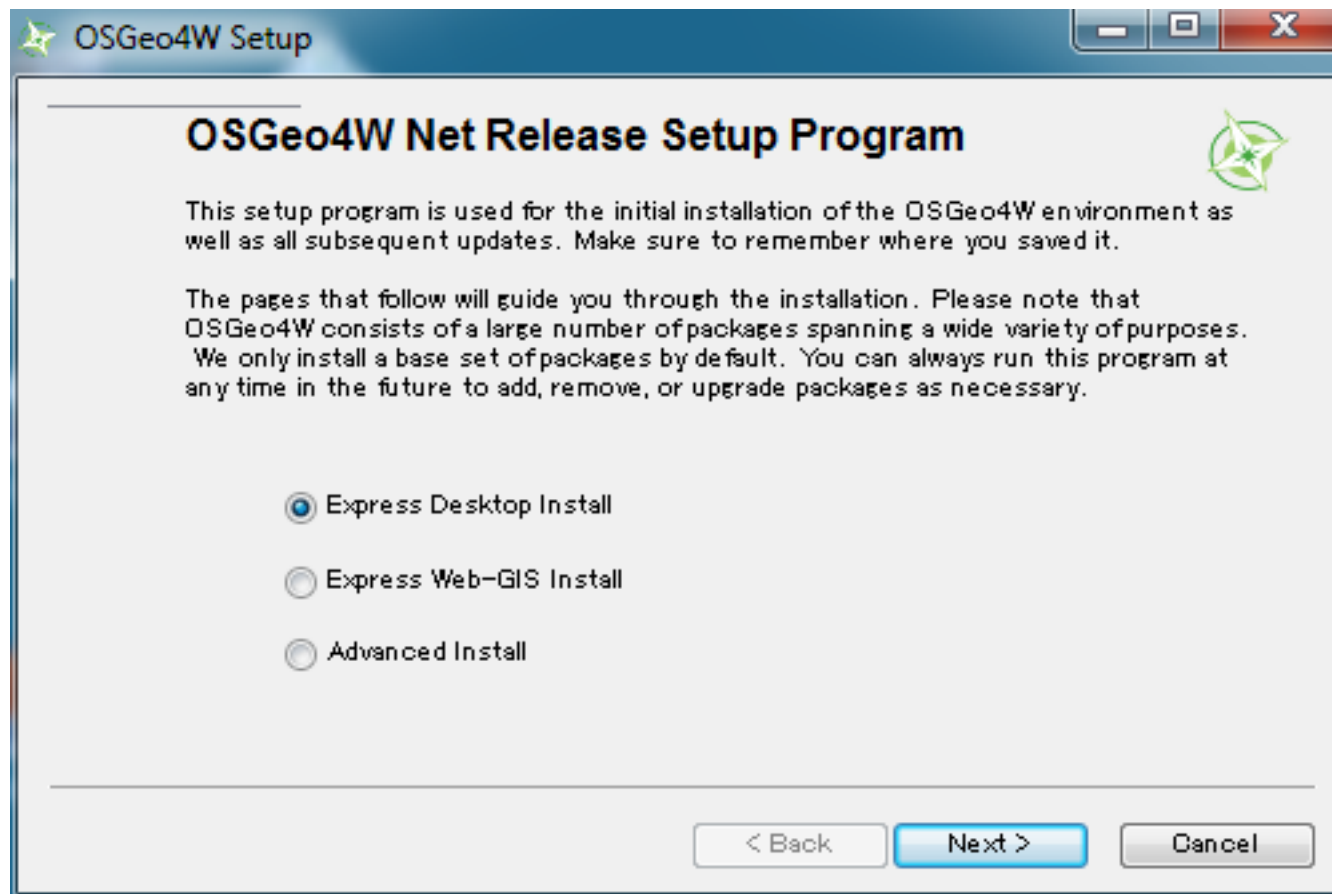 OSGeo4W Setup
OSGeo4W Net Release Setup Program
This setup program is used for the initial installation of the OSGeo4W environment as
well as all subsequent updates. Make sure to remember where you saved it.
The pages that follow will guide you through the installation. Please note that
OSGeo4W consists of a large number of packages spanning a wide variety of purposes.
We only install a base set of packages by default. You can always run this program at
any time in the future to add, remove, or upgrade packages as necessary.
Express Desktop Install
Express Web-GIS Install
Advanced Install
< Back
Next >
Cancel